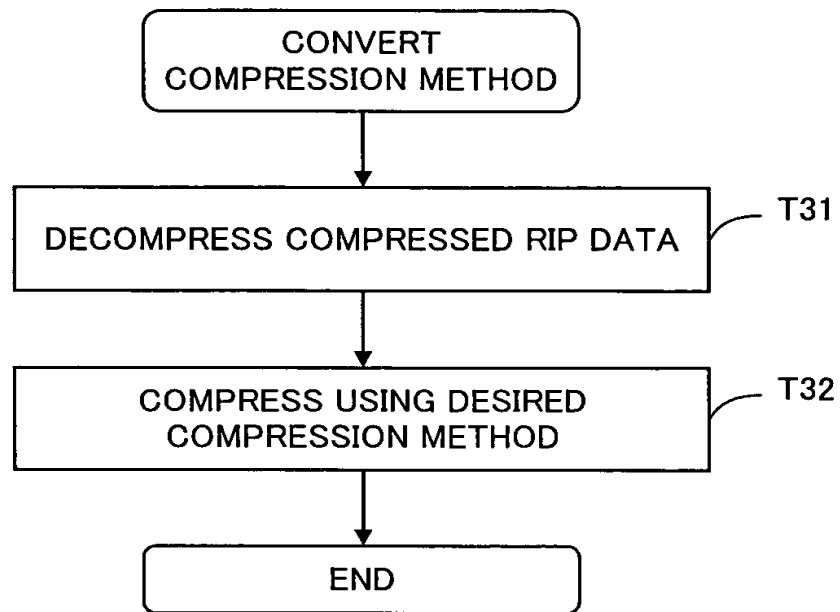 CONVERT
COMPRESSION METHOD
DECOMPRESS COMPRESSED RIP DATA
T31
COMPRESS USING DESIRED
COMPRESSION METHOD
T32
END